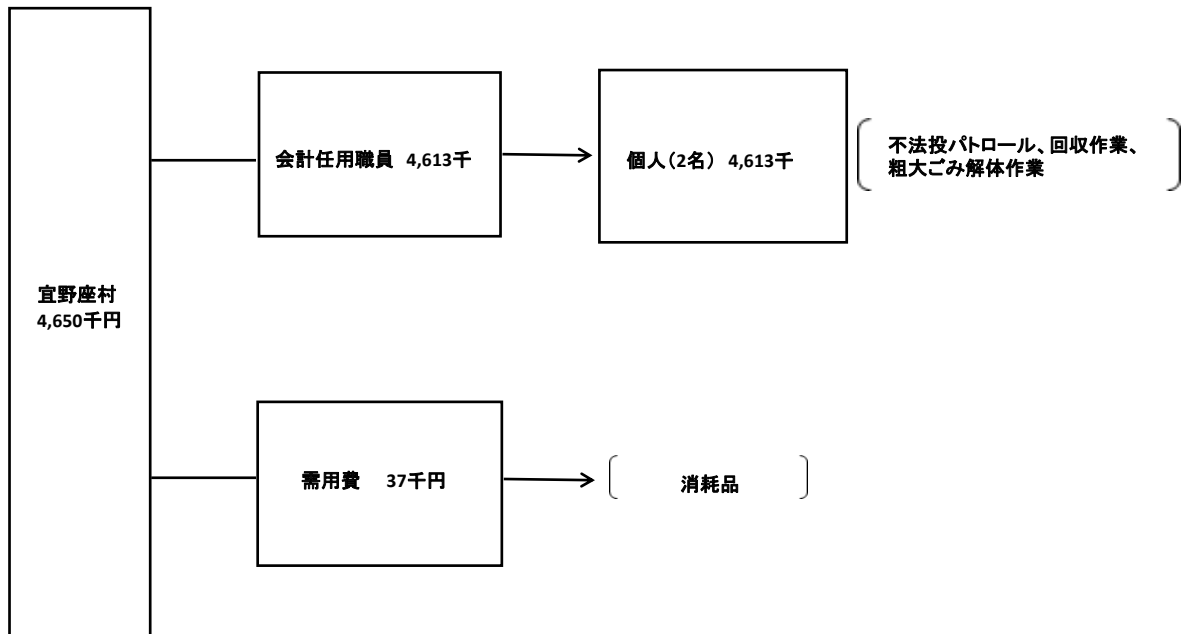 会計任用職員 4,613千
個人(2名) 4,613千
不法投パトロール、回収作業、
粗大ごみ解体作業
宜野座村
4,650千円
需用費 37千円
消耗品